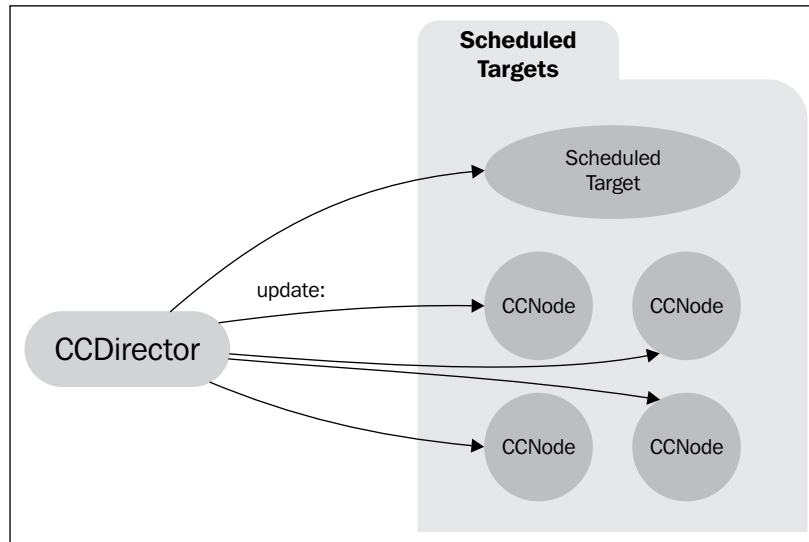 Scheduled
Targets
Scheduled
Target
update:
CCNode
CCNode
CCDirector
CCNode
CCNode